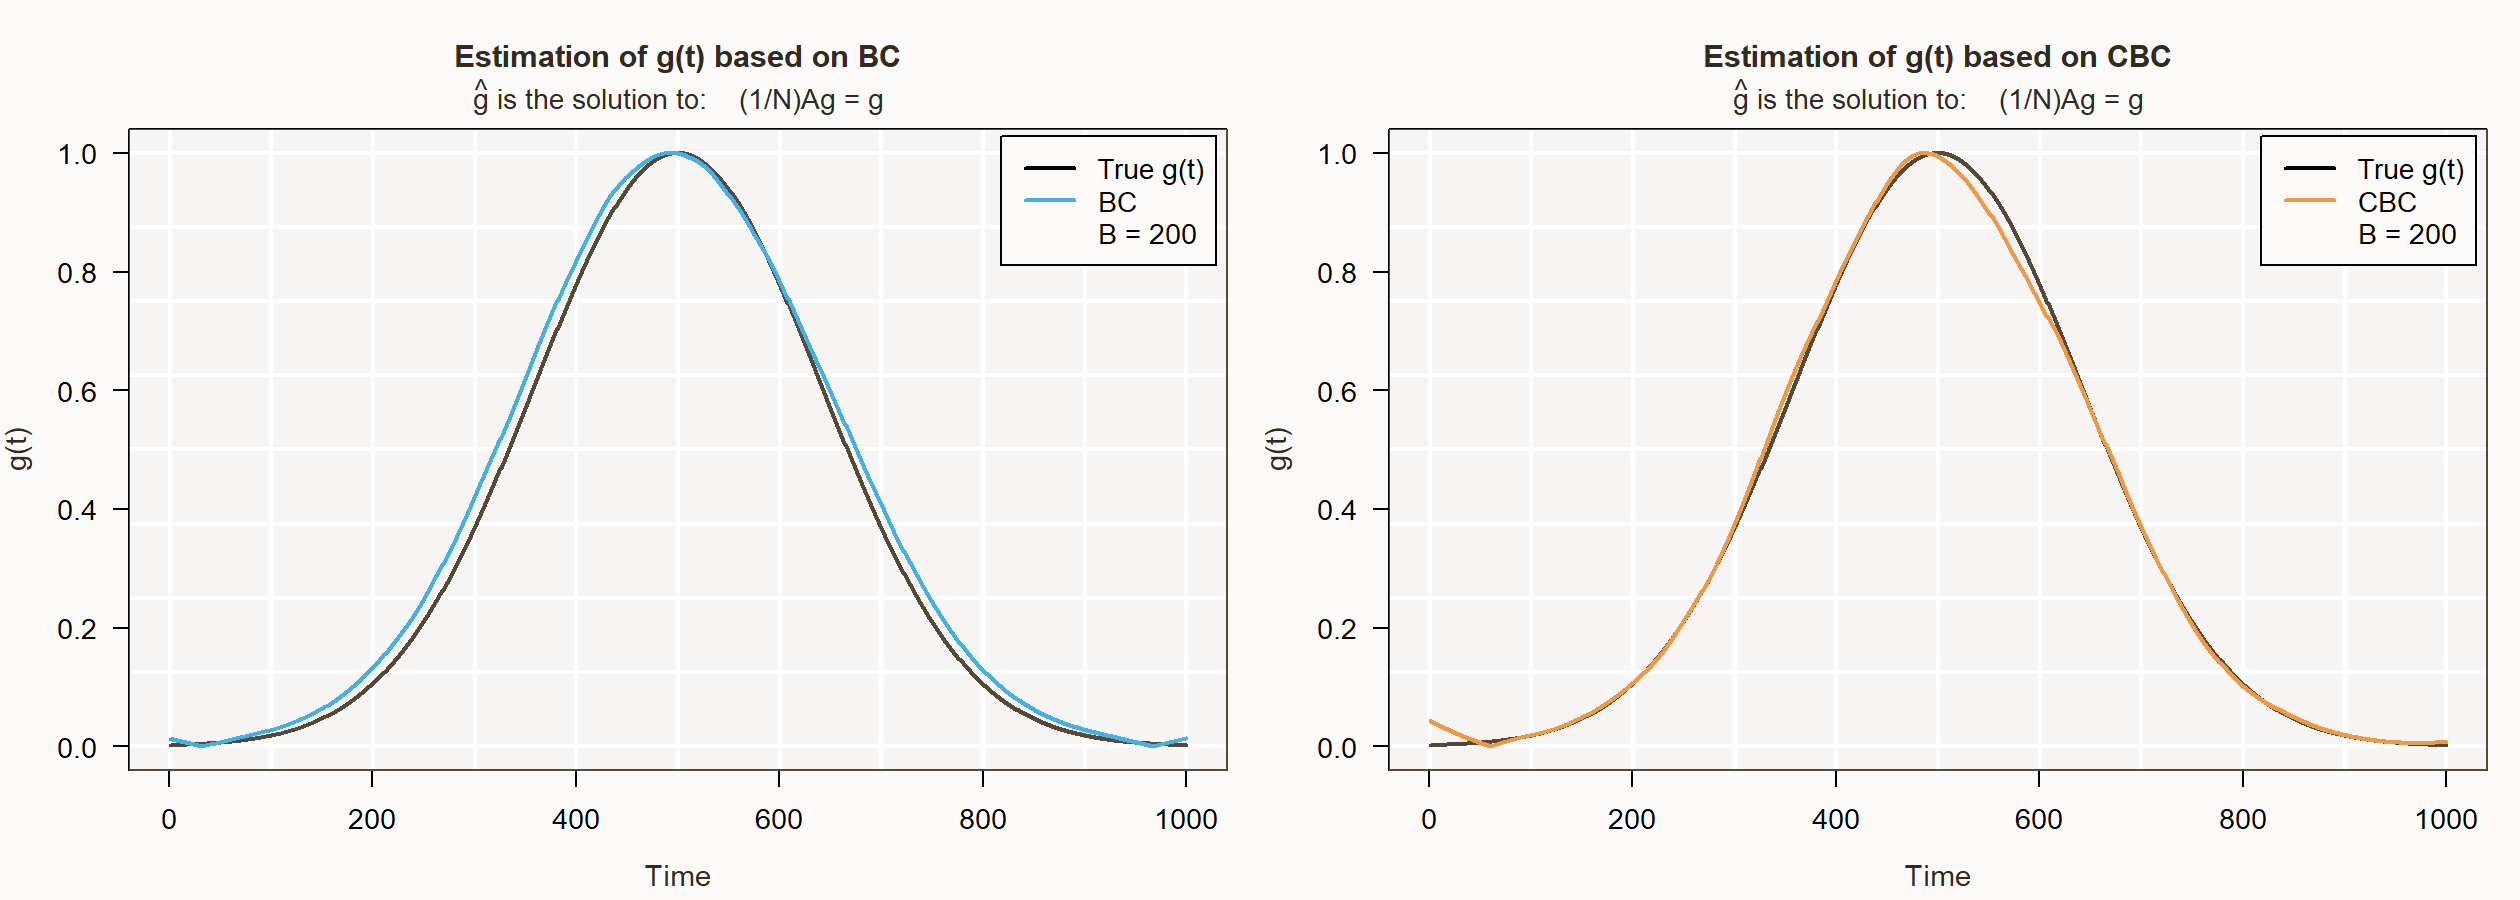 Estimation of g(t) based on BC
ĝ is the solution to: (1/N)Ag = g
g(t)
1.0
0.8
0.6
0.4
0.2
0.0
True g(t)
BC
B = 200
0 200 400 600 800 1000
Time
Estimation of g(t) based on CBC
ĝ is the solution to: (1/N)Ag = g
g(t)
1.0
0.8
0.6
0.4
0.2
0.0
True g(t)
CBC
B = 200
0 200 400 600 800 1000
Time